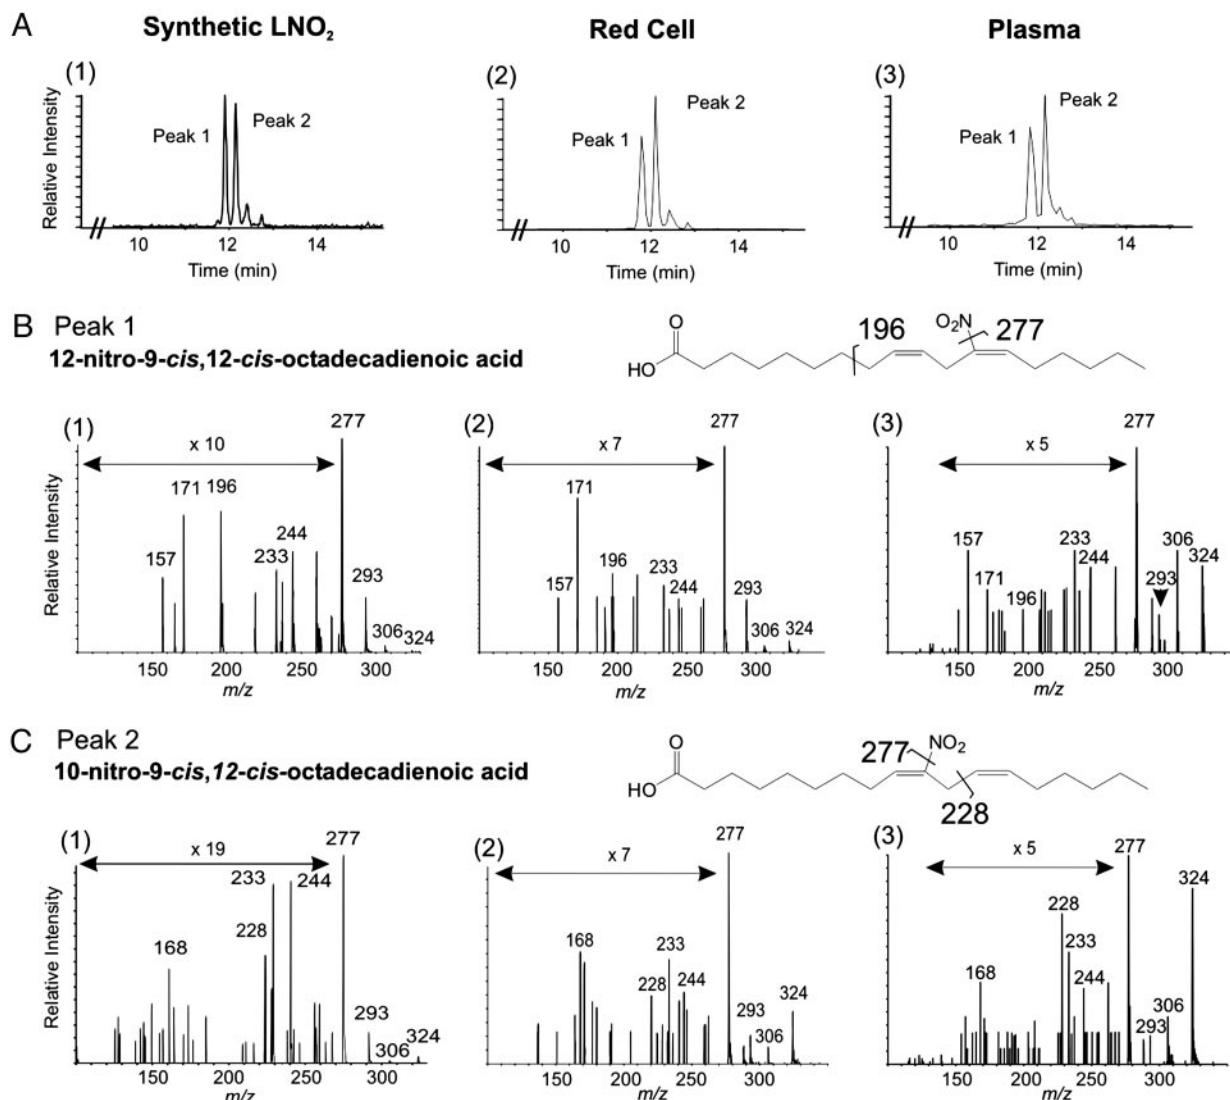 A
Synthetic LNO₂
Red Cell
Plasma
(1)
Peak 1
Peak 2
Relative Intensity
10
12
14
Time (min)
(2)
Peak 1
Peak 2
10
12
14
Time (min)
(3)
Peak 1
Peak 2
10
12
14
Time (min)
B Peak 1
12-nitro-9-cis,12-cis-octadecadienoic acid
O
HO
196
O₂N
277
(1)
x 10
277
171
196
244
157
233
293
306
324
Relative Intensity
150
200
250
300
m/z
(2)
x 7
277
171
196
157
233
244
293
306
324
150
200
250
300
m/z
(3)
x 5
277
157
171
196
233
244
293
306
324
150
200
250
300
m/z
C Peak 2
10-nitro-9-cis,12-cis-octadecadienoic acid
O
HO
277
NO₂
228
(1)
x 19
277
233
244
228
168
293
306
324
Relative Intensity
150
200
250
300
m/z
(2)
x 7
277
168
233
228
244
293
306
324
150
200
250
300
m/z
(3)
x 5
277
324
228
233
168
244
293
306
150
200
250
300
m/z